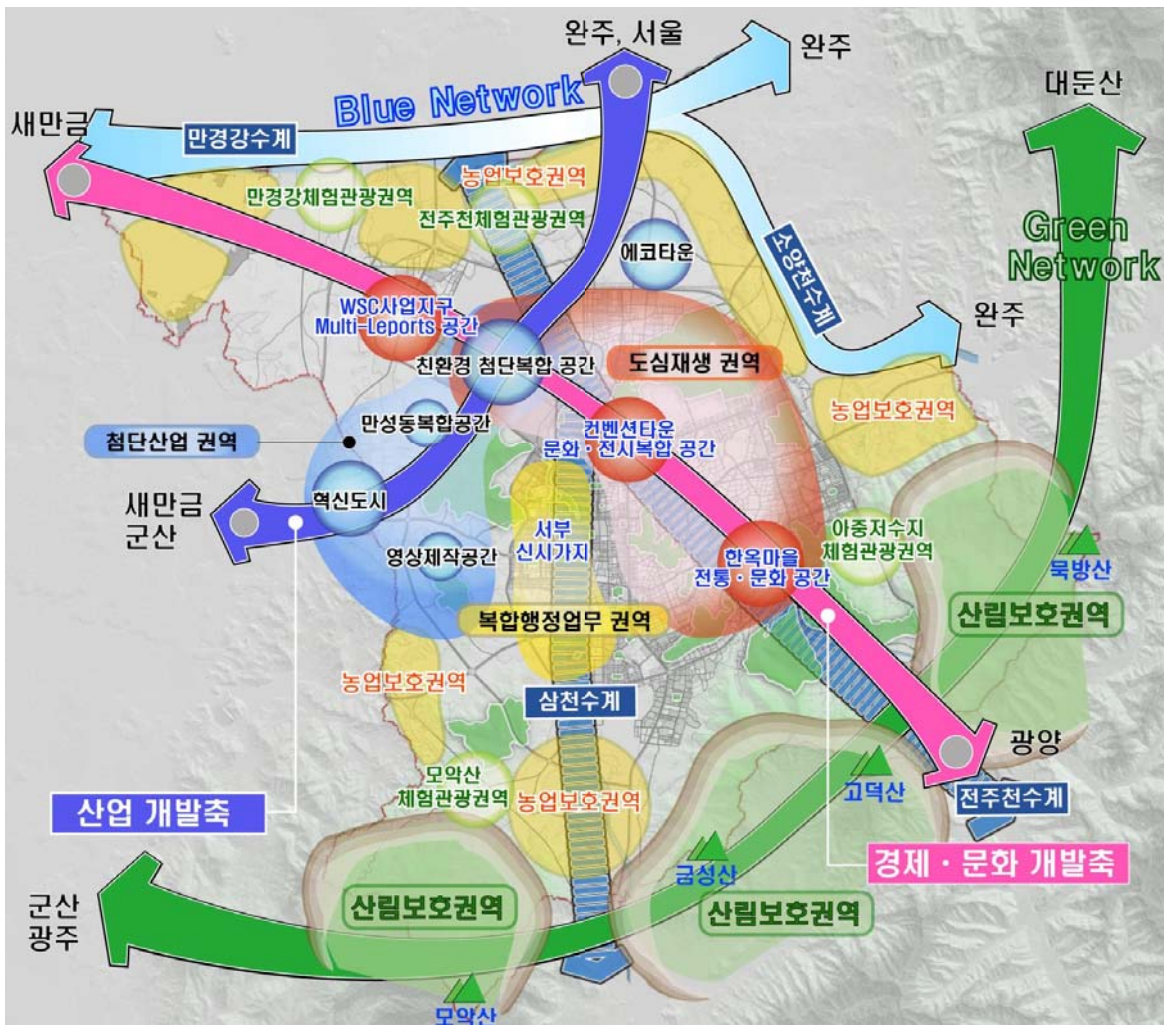 완주, 서울
완주
대둔산
Blue Network
새만금
만경강수계
농업보호권역
만경강체험관광권역
전주천체험관광권역
Green
Network
에코타운
소양천수계
WSC사업지구
Multi-Leports 공간
완주
친환경 첨단복합 공간
도심재생 권역
농업보호권역
만성동복합공간
첨단산업 권역
컨벤션타운
문화·전시복합 공간
혁신도시
새만금
군산
서부
신시가지
아중저수지
체험관광권역
영상제작공간
한옥마을
전통·문화 공간
묵방산
산림보호권역
복합행정업무 권역
농업보호권역
삼천수계
광양
모악산
체험관광권역
농업보호권역
고덕산
전주천수계
산업 개발축
경제·문화 개발축
금성산
군산
광주
산림보호권역
산림보호권역
모악산